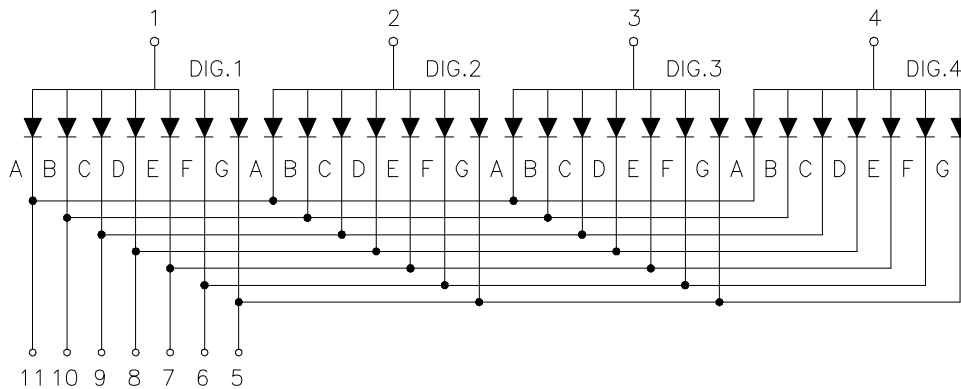 1 2 3 4
DIG.1 DIG.2 DIG.3 DIG.4
A B C D E F G A B C D E F G A B C D E F G A B C D E F G
11 10 9 8 7 6 5